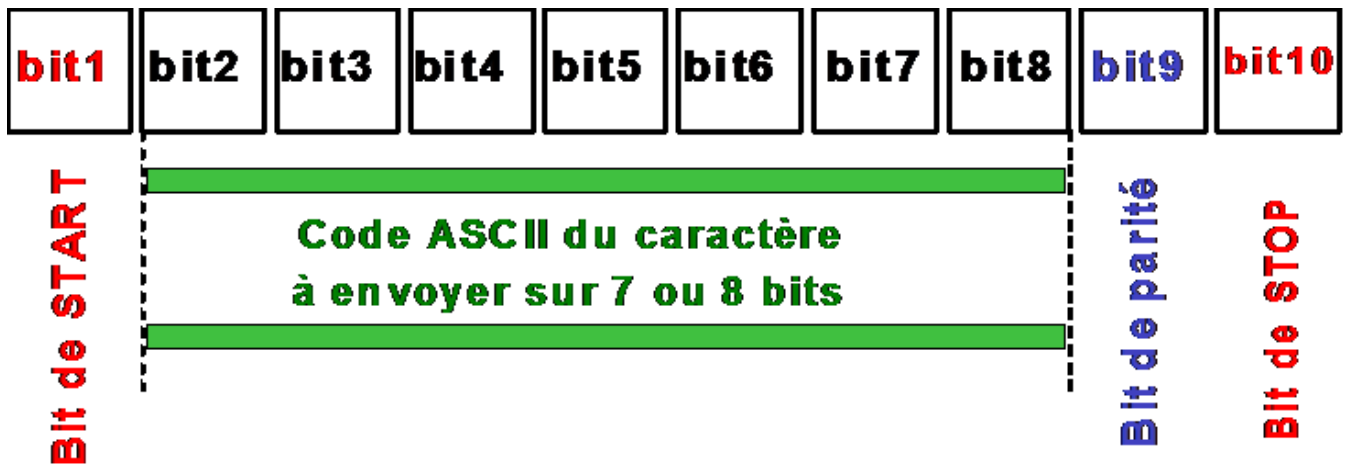 bit1 bit2 bit3 bit4 bit5 bit6 bit7 bit8 bit9 bit10
Bit de START
Code ASCII du caractère
à envoyer sur 7 ou 8 bits
Bit de parité
Bit de STOP